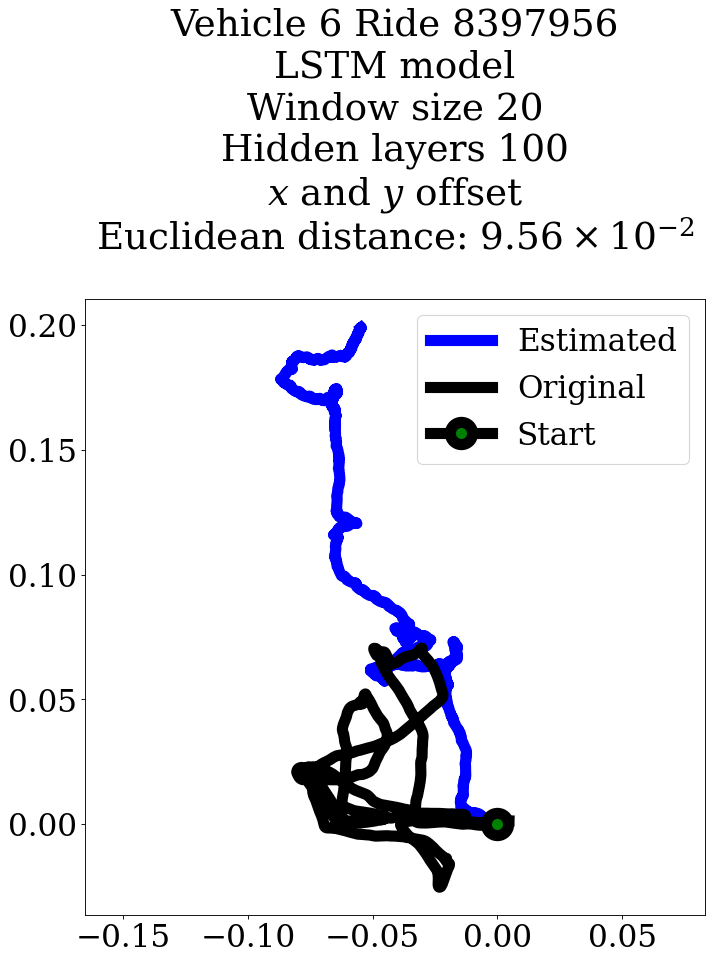 Vehicle 6 Ride 8397956
LSTM model
Window size 20
Hidden layers 100
x and y offset
Euclidean distance: 9.56 × 10⁻²
Estimated
Original
Start
0.20
0.15
0.10
0.05
0.00
−0.15 −0.10 −0.05 0.00 0.05